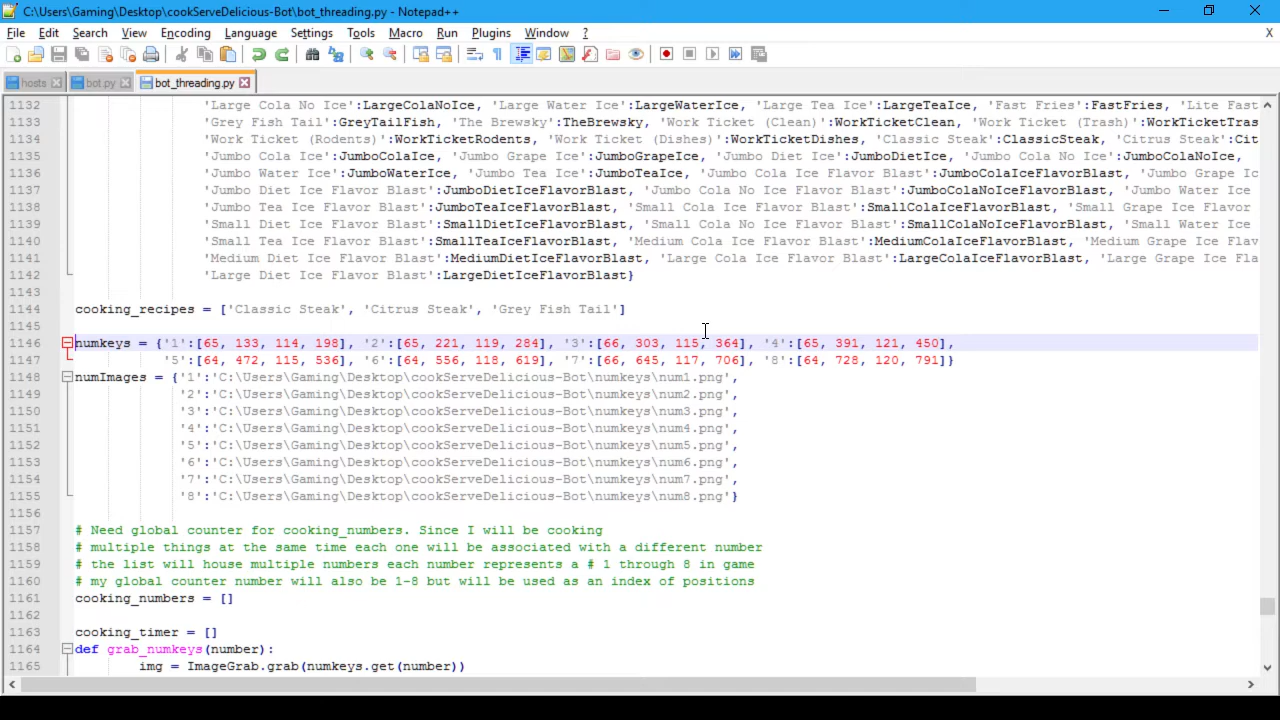 C:\Users\Gaming\Desktop\cookServeDelicious-Bot\bot_threading.py - Notepad++
File Edit Search View Encoding Language Settings Tools Macro Run Plugins Window ? X
hosts bot.py bot_threading.py
1132 'Large Cola No Ice':LargeColaNoIce, 'Large Water Ice':LargeWaterIce, 'Large Tea Ice':LargeTeaIce, 'Fast Fries':FastFries, 'Lite Fast
1133 'Grey Fish Tail':GreyTailFish, 'The Brewsky':TheBrewsky, 'Work Ticket (Clean)':WorkTicketClean, 'Work Ticket (Trash)':WorkTicketTras
1134 'Work Ticket (Rodents)':WorkTicketRodents, 'Work Ticket (Dishes)':WorkTicketDishes, 'Classic Steak':ClassicSteak, 'Citrus Steak':Cit
1135 'Jumbo Cola Ice':JumboColaIce, 'Jumbo Grape Ice':JumboGrapeIce, 'Jumbo Diet Ice':JumboDietIce, 'Jumbo Cola No Ice':JumboColaNoIce,
1136 'Jumbo Water Ice':JumboWaterIce, 'Jumbo Tea Ice':JumboTeaIce, 'Jumbo Cola Ice Flavor Blast':JumboColaIceFlavorBlast, 'Jumbo Grape Ic
1137 'Jumbo Diet Ice Flavor Blast':JumboDietIceFlavorBlast, 'Jumbo Cola No Ice Flavor Blast':JumboColaNoIceFlavorBlast, 'Jumbo Water Ice
1138 'Jumbo Tea Ice Flavor Blast':JumboTeaIceFlavorBlast, 'Small Cola Ice Flavor Blast':SmallColaIceFlavorBlast, 'Small Grape Ice Flavor
1139 'Small Diet Ice Flavor Blast':SmallDietIceFlavorBlast, 'Small Cola No Ice Flavor Blast':SmallColaNoIceFlavorBlast, 'Small Water Ice
1140 'Small Tea Ice Flavor Blast':SmallTeaIceFlavorBlast, 'Medium Cola Ice Flavor Blast':MediumColaIceFlavorBlast, 'Medium Grape Ice Flav
1141 'Medium Diet Ice Flavor Blast':MediumDietIceFlavorBlast, 'Large Cola Ice Flavor Blast':LargeColaIceFlavorBlast, 'Large Grape Ice Fla
1142 'Large Diet Ice Flavor Blast':LargeDietIceFlavorBlast}
1143
1144 cooking_recipes = ['Classic Steak', 'Citrus Steak', 'Grey Fish Tail']
1145
1146 numkeys = {'1':[65, 133, 114, 198], '2':[65, 221, 119, 284], '3':[66, 303, 115, 364], '4':[65, 391, 121, 450],
1147 '5':[64, 472, 115, 536], '6':[64, 556, 118, 619], '7':[66, 645, 117, 706], '8':[64, 728, 120, 791]}
1148 numImages = {'1':'C:\Users\Gaming\Desktop\cookServeDelicious-Bot\numkeys\num1.png',
1149 '2':'C:\Users\Gaming\Desktop\cookServeDelicious-Bot\numkeys\num2.png',
1150 '3':'C:\Users\Gaming\Desktop\cookServeDelicious-Bot\numkeys\num3.png',
1151 '4':'C:\Users\Gaming\Desktop\cookServeDelicious-Bot\numkeys\num4.png',
1152 '5':'C:\Users\Gaming\Desktop\cookServeDelicious-Bot\numkeys\num5.png',
1153 '6':'C:\Users\Gaming\Desktop\cookServeDelicious-Bot\numkeys\num6.png',
1154 '7':'C:\Users\Gaming\Desktop\cookServeDelicious-Bot\numkeys\num7.png',
1155 '8':'C:\Users\Gaming\Desktop\cookServeDelicious-Bot\numkeys\num8.png'}
1156
1157 # Need global counter for cooking_numbers. Since I will be cooking
1158 # multiple things at the same time each one will be associated with a different number
1159 # the list will house multiple numbers each number represents a # 1 through 8 in game
1160 # my global counter number will also be 1-8 but will be used as an index of positions
1161 cooking_numbers = []
1162
1163 cooking_timer = []
1164 def grab_numkeys(number):
1165 img = ImageGrab.grab(numkeys.get(number))